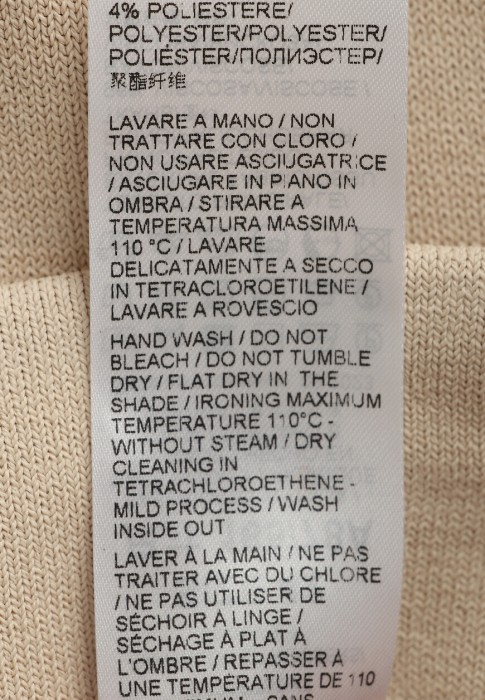 4% POLIESTERE/
POLYESTER/POLYESTER/
POLIÉSTER/ПОЛИЭСТЕР/
聚酯纤维
LAVARE A MANO / NON
TRATTARE CON CLORO /
NON USARE ASCIUGATRICE
/ ASCIUGARE IN PIANO IN
OMBRA / STIRARE A
TEMPERATURA MASSIMA
110 °C / LAVARE
DELICATAMENTE A SECCO
IN TETRACLOROETILENE /
LAVARE A ROVESCIO
HAND WASH / DO NOT
BLEACH / DO NOT TUMBLE
DRY / FLAT DRY IN THE
SHADE / IRONING MAXIMUM
TEMPERATURE 110°C -
WITHOUT STEAM / DRY
CLEANING IN
TETRACHLOROETHENE -
MILD PROCESS / WASH
INSIDE OUT
LAVER À LA MAIN / NE PAS
TRAITER AVEC DU CHLORE
/ NE PAS UTILISER DE
SÉCHOIR À LINGE /
SÉCHAGE À PLAT À
L'OMBRE / REPASSER À
UNE TEMPÉRATURE DE 110